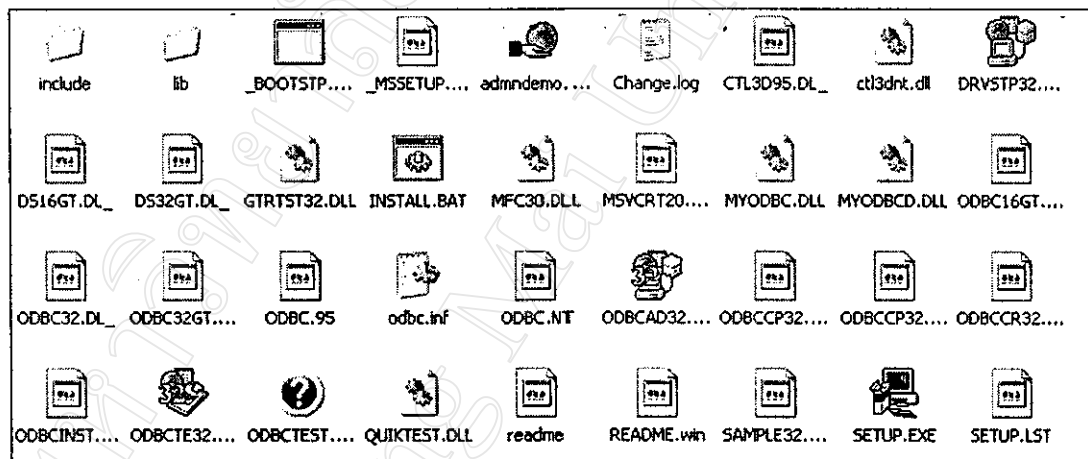 include lib _BOOTSTP.... _MSSETUP.... admndemo.... Change.log CTL3D95.DL_ ctl3dnt.dll DRVSTP32....
DS16GT.DL_ DS32GT.DL_ GTRTST32.DLL INSTALL.BAT MFC30.DLL MSVCRT20.... MYODBC.DLL MYODBCD.DLL ODBC16GT....
ODBC32.DL_ ODBC32GT.... ODBC.95 odbc.inf ODBC.NT ODBCAD32.... ODBCCP32.... ODBCCP32.... ODBCCR32....
ODBCINST.... ODBCTE32.... ODBCTEST.... QUIKTEST.DLL readme README.win SAMPLE32.... SETUP.EXE SETUP.LST